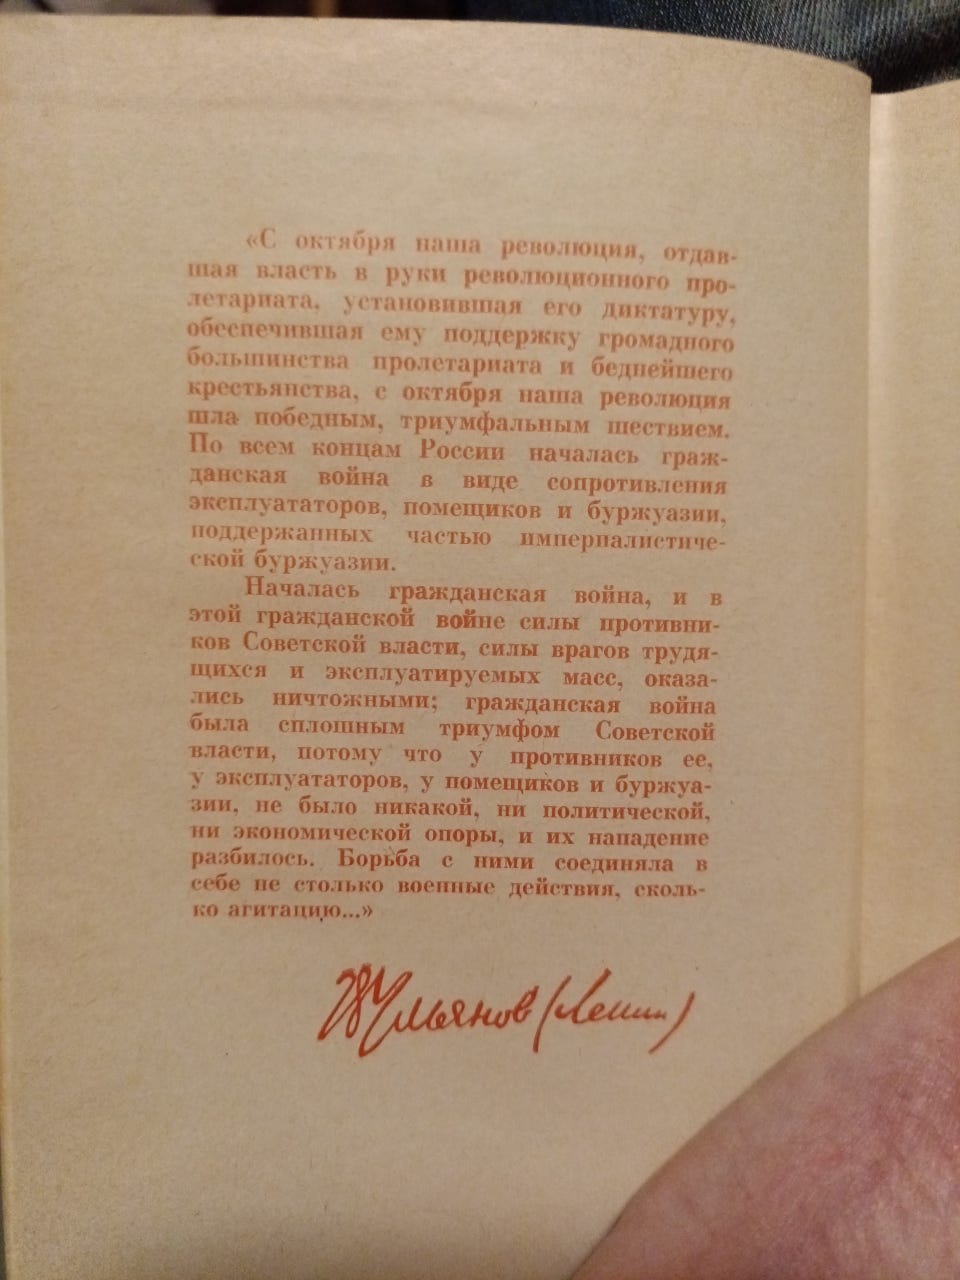 «С октября наша революция, отдав-
шая власть в руки революционного про-
летариата, установившая его диктатуру,
обеспечившая ему поддержку громадного
большинства пролетариата и беднейшего
крестьянства, с октября наша революция
шла победным, триумфальным шествием.
По всем концам России началась граж-
данская война в виде сопротивления
эксплуататоров, помещиков и буржуазии,
поддержанных частью империалистиче-
ской буржуазии.
Началась гражданская война, и в
этой гражданской войне силы противни-
ков Советской власти, силы врагов трудя-
щихся и эксплуатируемых масс, оказа-
лись ничтожными; гражданская война
была сплошным триумфом Советской
власти, потому что у противников ее,
у эксплуататоров, у помещиков и буржуа-
зии, не было никакой, ни политической,
ни экономической опоры, и их нападение
разбилось. Борьба с ними соединяла в
себе не столько военные действия, сколь-
ко агитацию...»
В Ульянов (Ленин)